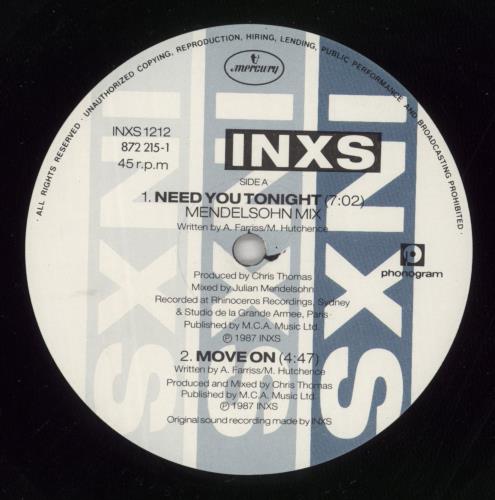 · ALL RIGHTS RESERVED · UNAUTHORIZED COPYING, REPRODUCTION, HIRING, LENDING, PUBLIC PERFORMANCE AND BROADCASTING PROHIBITED ·
mercury
INXS 1212
872 215-1
45 r.p.m
INXS
SIDE A
1. NEED YOU TONIGHT (7:02)
MENDELSOHN MIX
Written by A. Farriss/M. Hutchence
phonogram
Produced by Chris Thomas
Mixed by Julian Mendelsohn
Recorded at Rhinoceros Recordings, Sydney
& Studio de la Grande Armee, Paris
Published by M.C.A. Music Ltd.
℗ 1987 INXS
2. MOVE ON (4:47)
Written by A. Farriss/M. Hutchence
Produced and Mixed by Chris Thomas
Published by M.C.A. Music Ltd.
℗ 1987 INXS
Original sound recording made by INXS
INXS
INXS
INXS